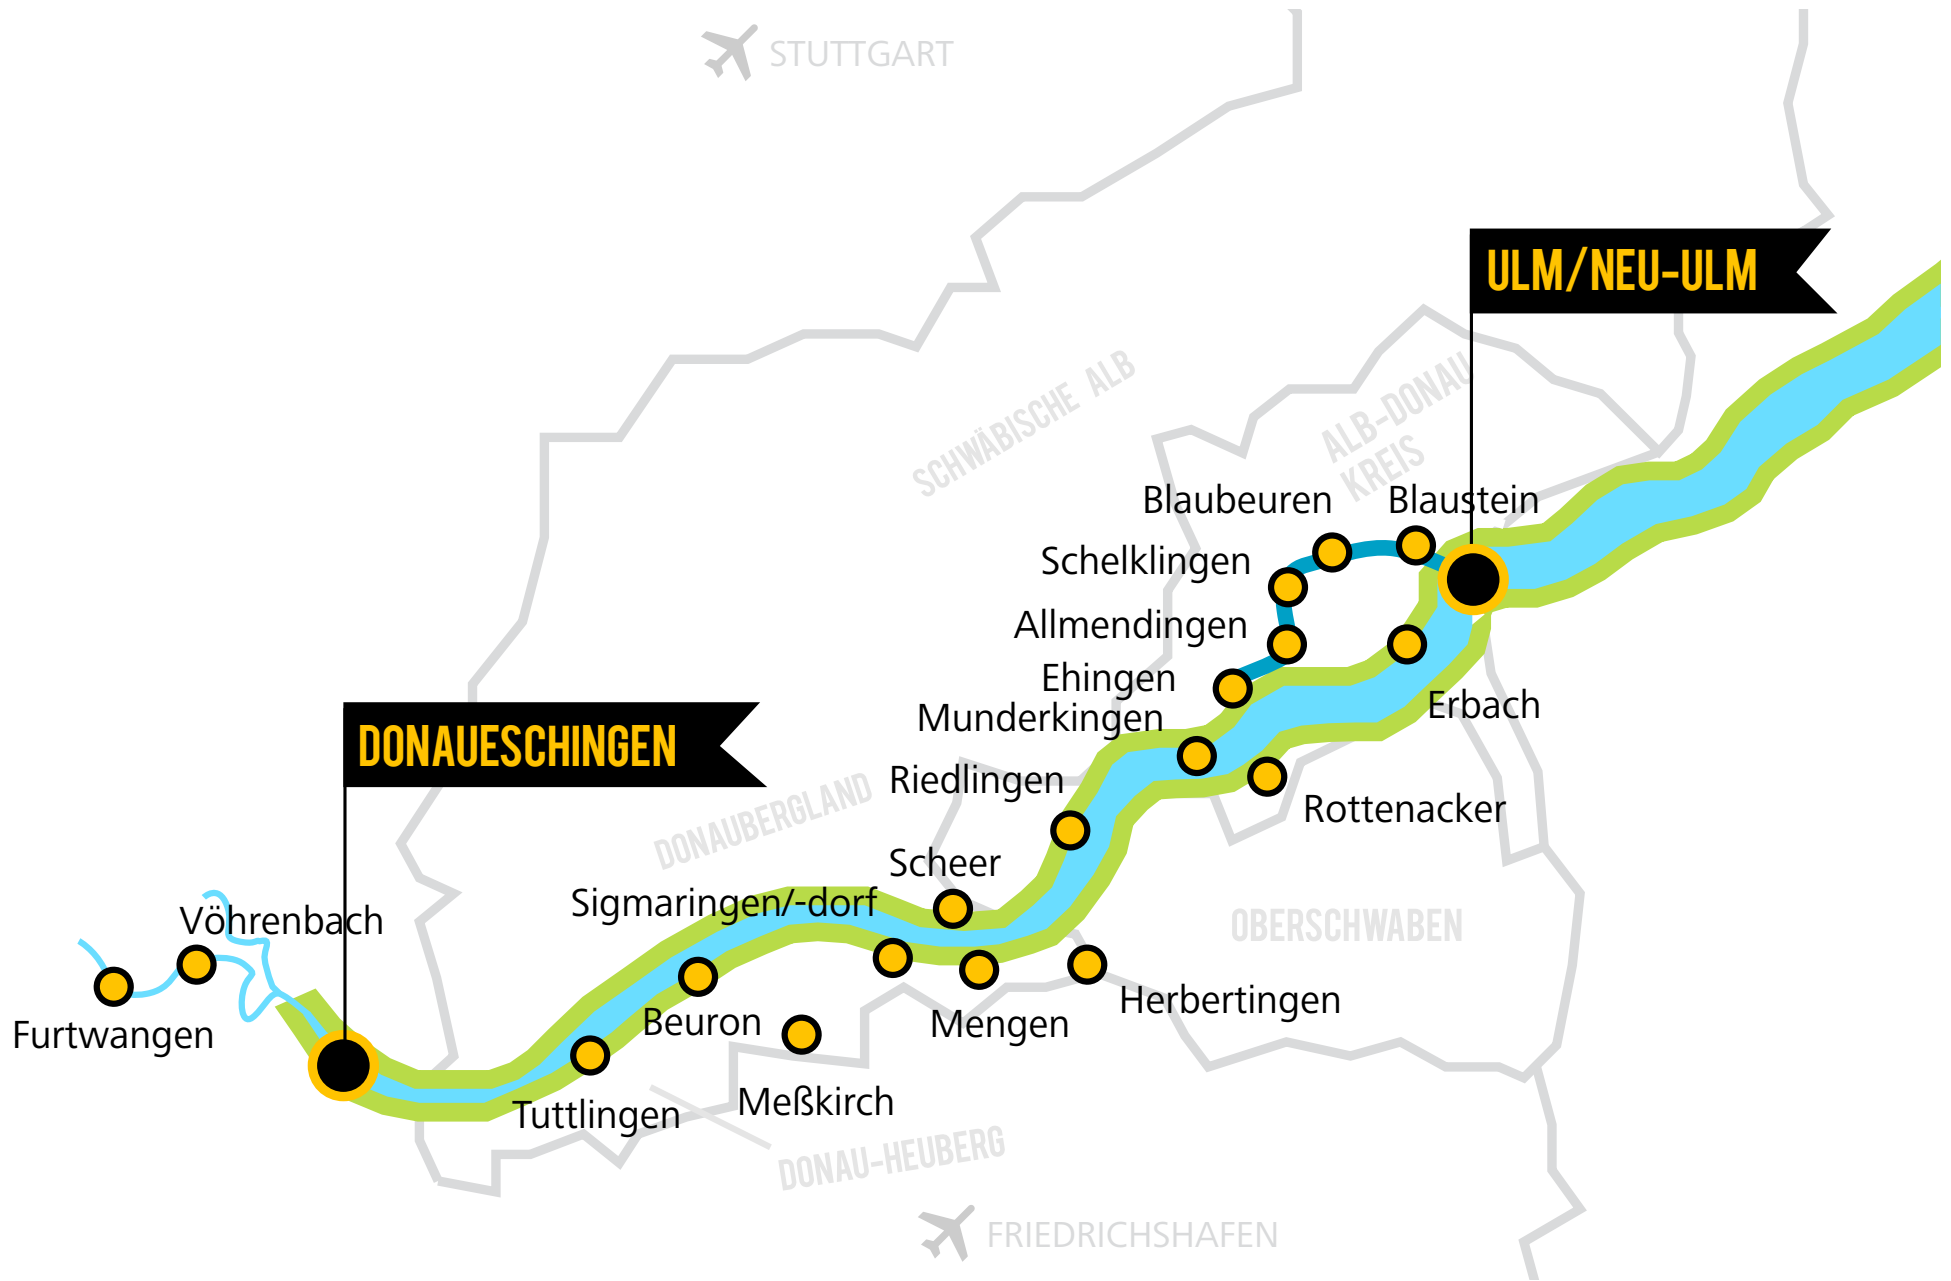 STUTTGART
ULM/NEU-ULM
SCHWÄBISCHE ALB
ALB-DONAU
KREIS
Blaubeuren
Blaustein
Schelklingen
Allmendingen
Ehingen
Munderkingen
Erbach
DONAUESCHINGEN
Riedlingen
Rottenacker
DONAUBERGLAND
Scheer
Sigmaringen/-dorf
Vöhrenbach
OBERSCHWABEN
Herbertingen
Furtwangen
Beuron
Mengen
Meßkirch
Tuttlingen
DONAU-HEUBERG
FRIEDRICHSHAFEN